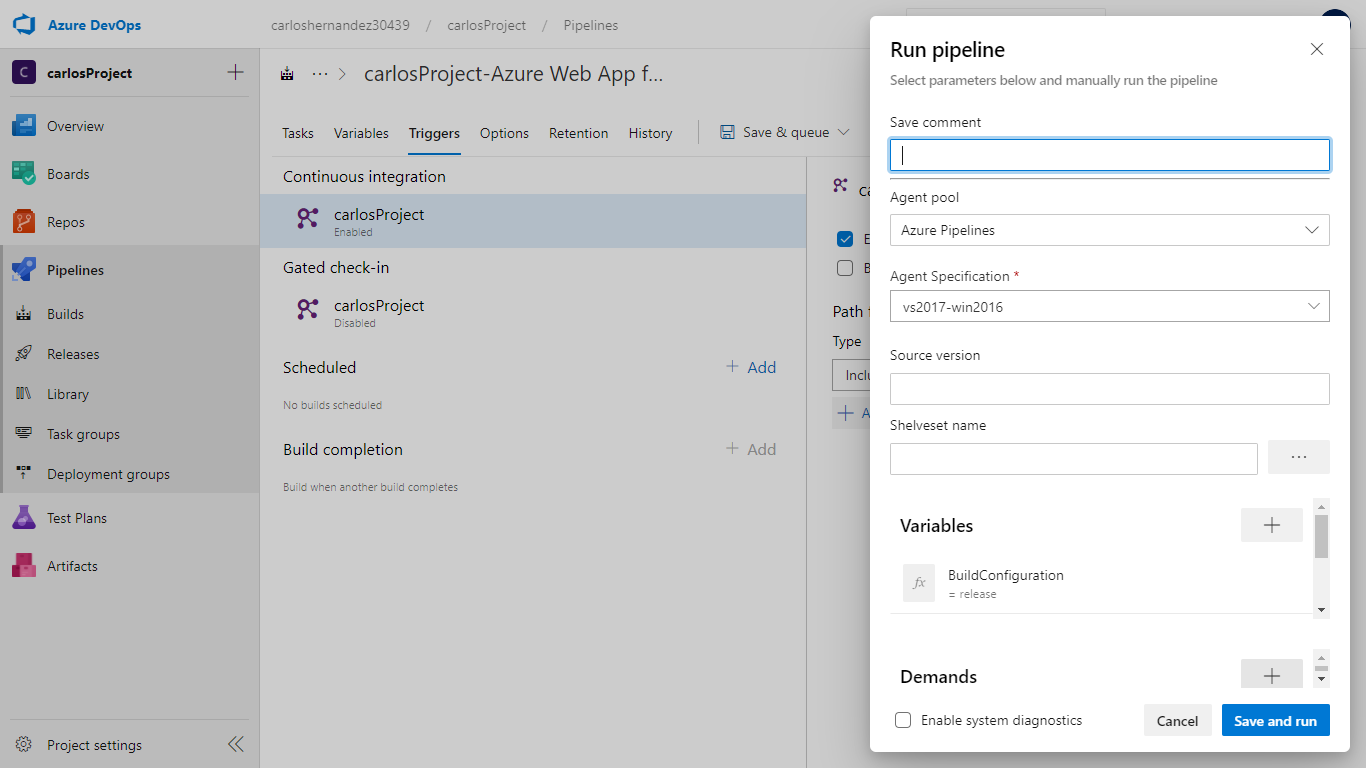 Azure DevOps
carloshernandez30439 / carlosProject / Pipelines
C carlosProject
Overview
Boards
Repos
Pipelines
Builds
Releases
Library
Task groups
Deployment groups
Test Plans
Artifacts
Project settings
... > carlosProject-Azure Web App f...
Tasks Variables Triggers Options Retention History Save & queue
Continuous integration
carlosProject
Enabled
Gated check-in
carlosProject
Disabled
Scheduled + Add
No builds scheduled
Build completion + Add
Build when another build completes
Path
Type
Run pipeline
Select parameters below and manually run the pipeline
Save comment
Agent pool
Azure Pipelines
Agent Specification *
vs2017-win2016
Source version
Shelveset name
...
Variables +
fx BuildConfiguration
= release
Demands +
Enable system diagnostics
Cancel Save and run